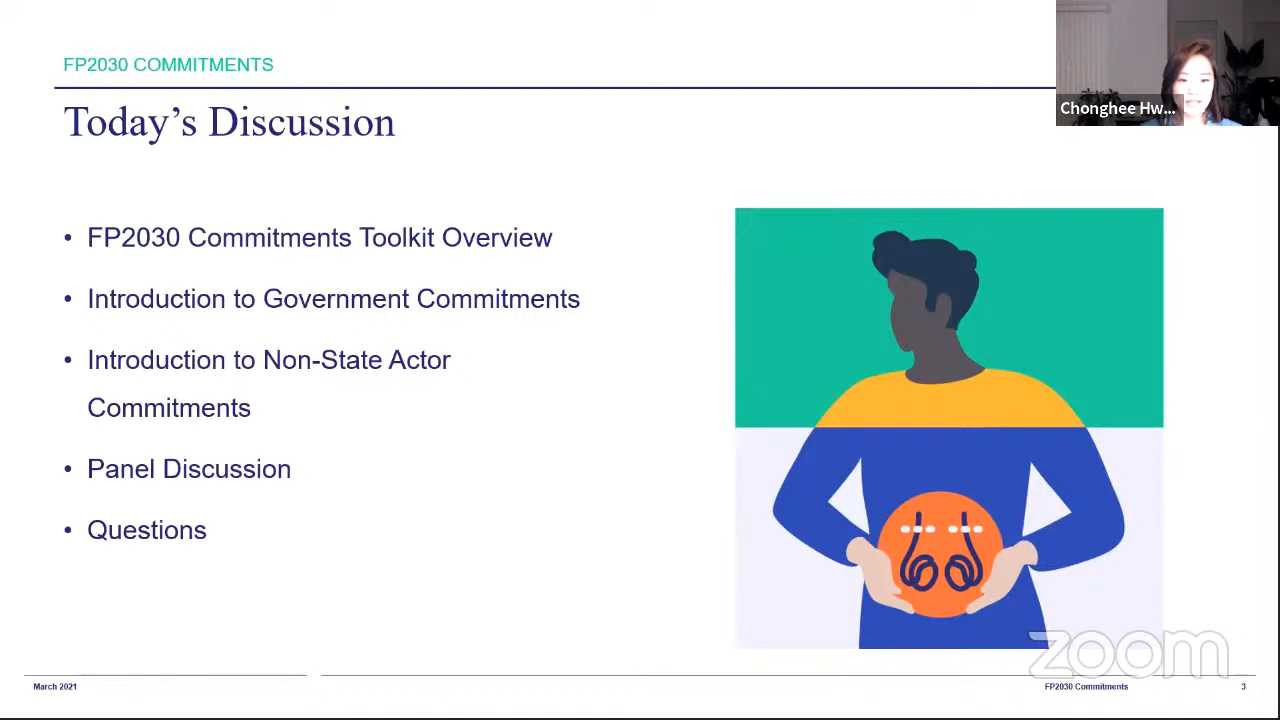 FP2030 COMMITMENTS
Chonghee Hw...
Today’s Discussion
• FP2030 Commitments Toolkit Overview
• Introduction to Government Commitments
• Introduction to Non-State Actor
Commitments
• Panel Discussion
• Questions
zoom
March 2021
FP2030 Commitments
3